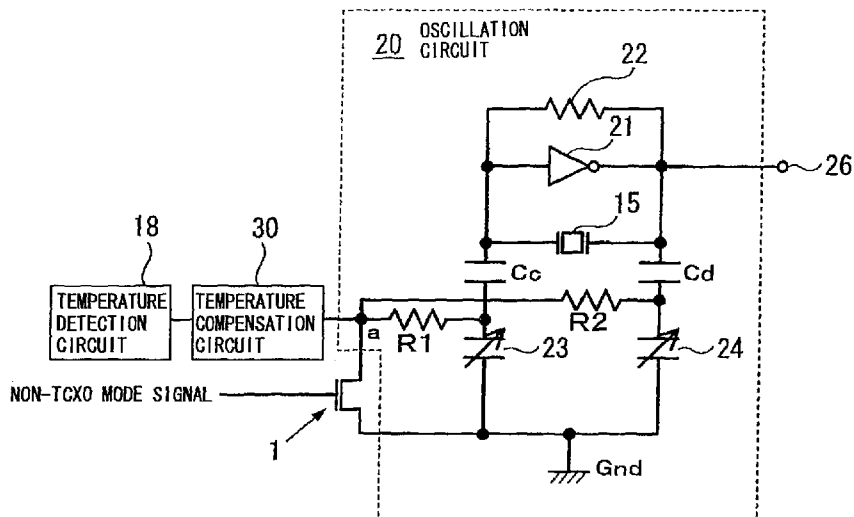 20 OSCILLATION
CIRCUIT
22
21
26
15
18
30
Cc
Cd
TEMPERATURE
DETECTION
CIRCUIT
TEMPERATURE
COMPENSATION
CIRCUIT
a
R1
R2
23
24
NON-TCXO MODE SIGNAL
1
Gnd